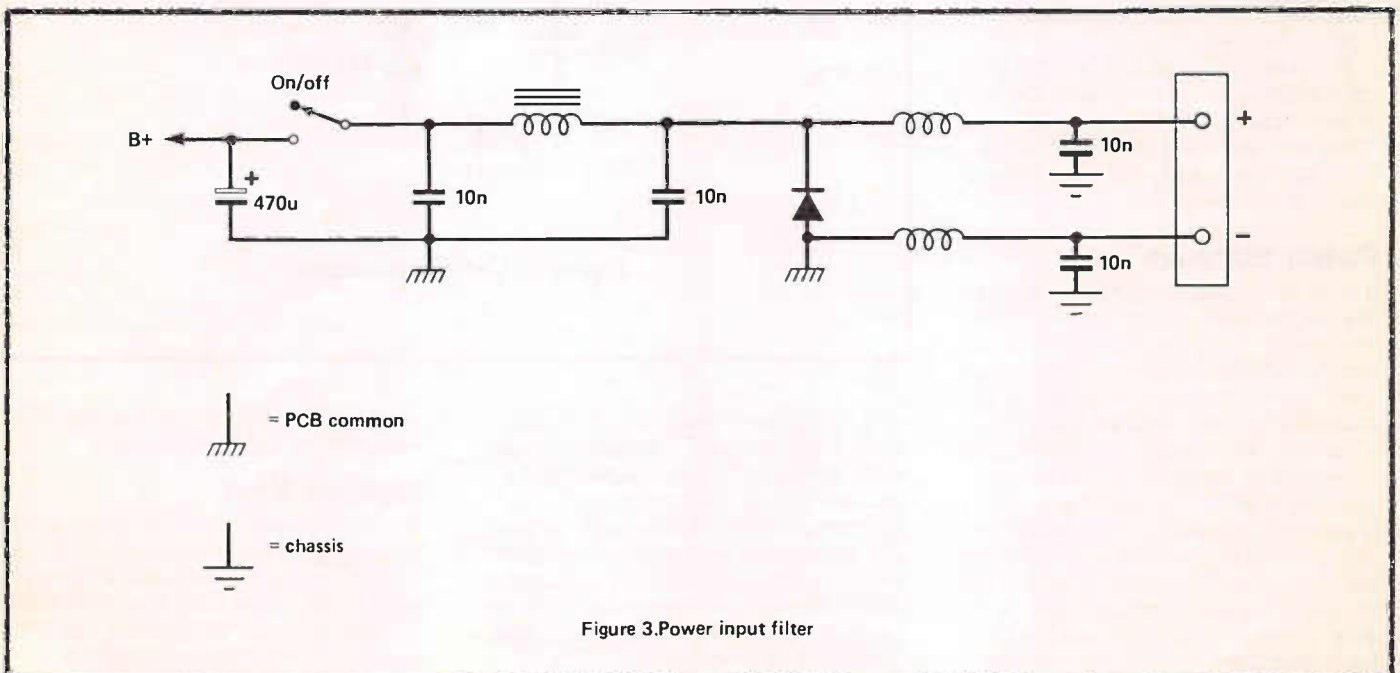 On/off
B+
+
470u
10n
10n
10n
+
10n
−
= PCB common
= chassis
Figure 3.Power input filter